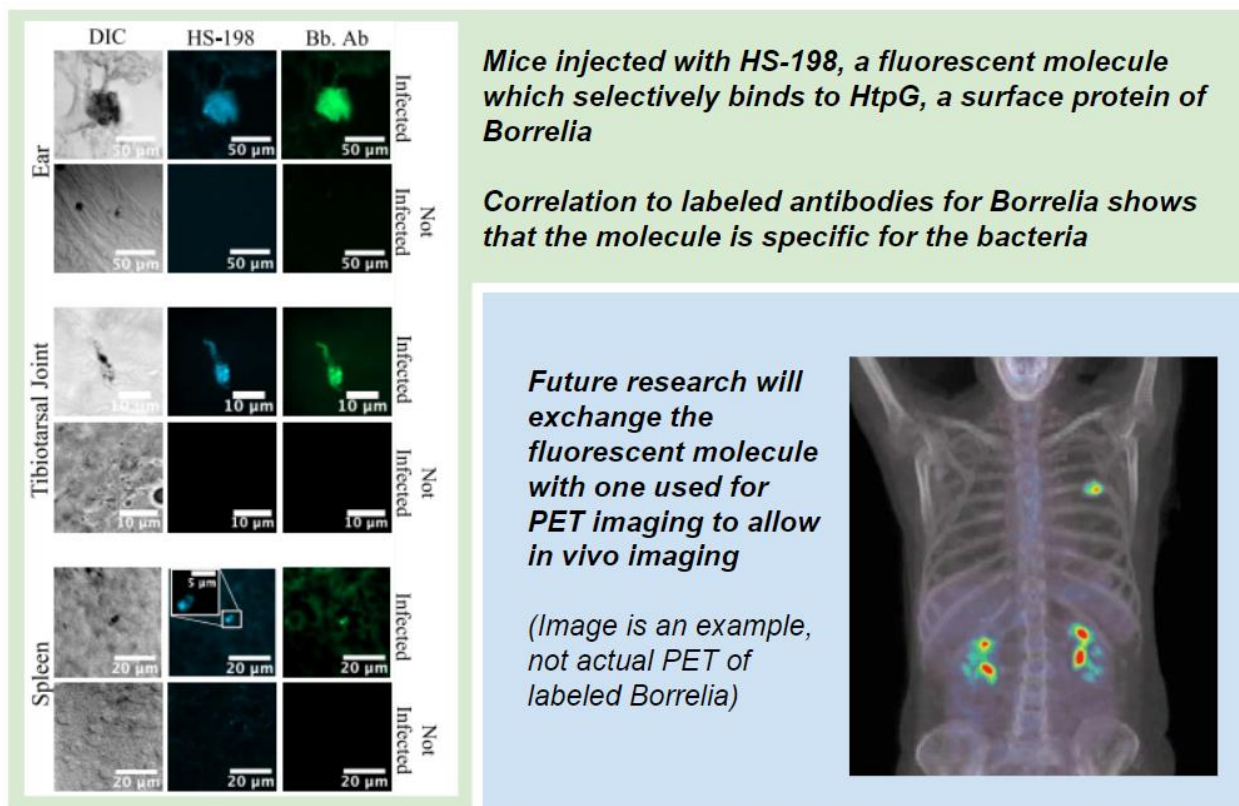 DIC HS-198 Bb. Ab
Ear
50 µm 50 µm 50 µm
Infected
50 µm 50 µm 50 µm
Not Infected
Tibiotarsal Joint
10 µm 10 µm 10 µm
Infected
10 µm 10 µm 10 µm
Not Infected
Spleen
5 µm
20 µm 20 µm 20 µm
Infected
20 µm 20 µm 20 µm
Not Infected
Mice injected with HS-198, a fluorescent molecule
which selectively binds to HtpG, a surface protein of
Borrelia
Correlation to labeled antibodies for Borrelia shows
that the molecule is specific for the bacteria
Future research will
exchange the
fluorescent molecule
with one used for
PET imaging to allow
in vivo imaging
(Image is an example,
not actual PET of
labeled Borrelia)